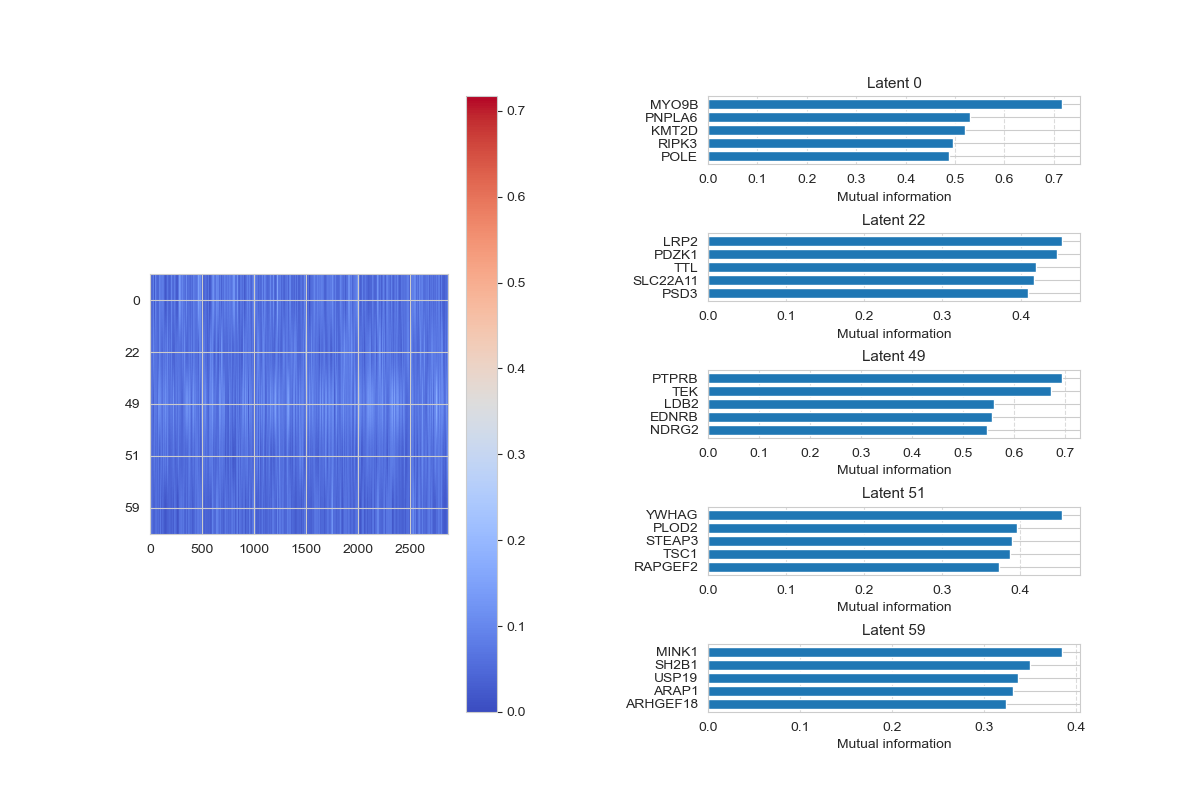 0.7
0.6
0.5
0.4
0.3
0.2
0.1
0.0
0
22
49
51
59
0 500 1000 1500 2000 2500
Latent 0
MYO9B
PNPLA6
KMT2D
RIPK3
POLE
0.0 0.1 0.2 0.3 0.4 0.5 0.6 0.7
Mutual information
Latent 22
LRP2
PDZK1
TTL
SLC22A11
PSD3
0.0 0.1 0.2 0.3 0.4
Mutual information
Latent 49
PTPRB
TEK
LDB2
EDNRB
NDRG2
0.0 0.1 0.2 0.3 0.4 0.5 0.6 0.7
Mutual information
Latent 51
YWHAG
PLOD2
STEAP3
TSC1
RAPGEF2
0.0 0.1 0.2 0.3 0.4
Mutual information
Latent 59
MINK1
SH2B1
USP19
ARAP1
ARHGEF18
0.0 0.1 0.2 0.3 0.4
Mutual information